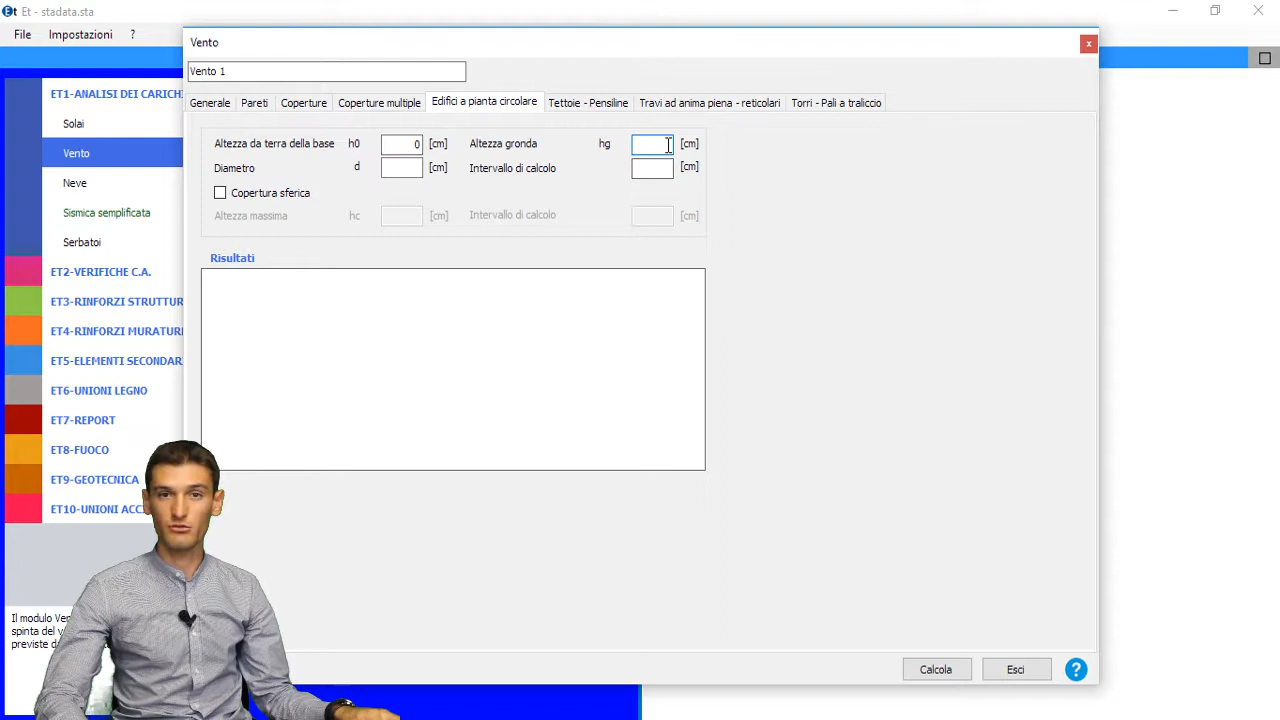 Et Et - stadata.sta
File Impostazioni ?
Vento
x
Vento 1
Generale Pareti Coperture Coperture multiple Edifici a pianta circolare Tettoie - Pensiline Travi ad anima piena - reticolari Torri - Pali a traliccio
Altezza da terra della base h0 0 [cm] Altezza gronda hg [cm]
Diametro d [cm] Intervallo di calcolo [cm]
Copertura sferica
Altezza massima hc [cm] Intervallo di calcolo [cm]
Risultati
Calcola Esci ?
ET1-ANALISI DEI CARICHI
Solai
Vento
Neve
Sismica semplificata
Serbatoi
ET2-VERIFICHE C.A.
ET3-RINFORZI STRUTTUR
ET4-RINFORZI MURATURE
ET5-ELEMENTI SECONDAR
ET6-UNIONI LEGNO
ET7-REPORT
ET8-FUOCO
ET9-GEOTECNICA
ET10-UNIONI ACC
Il modulo Ven
spinta del v
previste d